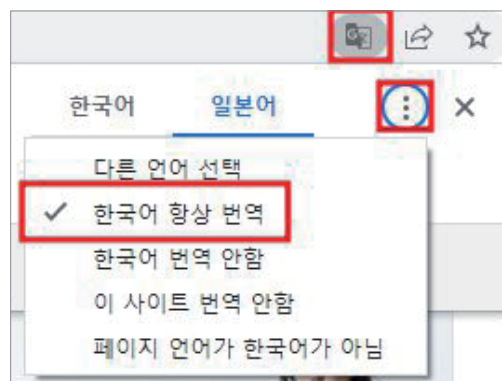 한국어 일본어
다른 언어 선택
한국어 항상 번역
한국어 번역 안함
이 사이트 번역 안함
페이지 언어가 한국어가 아님